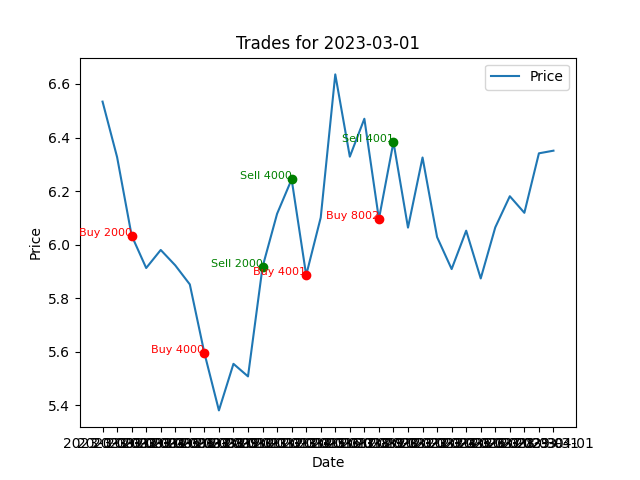 Trades for 2023-03-01
Price
6.6
6.4
6.2
6.0
5.8
5.6
5.4
Price
Buy 2000
Buy 4000
Sell 2000
Sell 4000
Buy 4001
Buy 8002
Sell 4001
Date